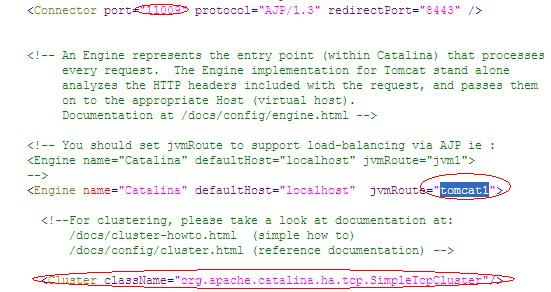 <Connector port="11009" protocol="AJP/1.3" redirectPort="8443" />
<!-- An Engine represents the entry point (within Catalina) that processes
every request.  The Engine implementation for Tomcat stand alone
analyzes the HTTP headers included with the request, and passes them
on to the appropriate Host (virtual host).
Documentation at /docs/config/engine.html -->
<!-- You should set jvmRoute to support load-balancing via AJP ie :
<Engine name="Catalina" defaultHost="localhost" jvmRoute="jvm1">
-->
<Engine name="Catalina" defaultHost="localhost"  jvmRoute="tomcat1">
<!--For clustering, please take a look at documentation at:
/docs/cluster-howto.html  (simple how to)
/docs/config/cluster.html (reference documentation) -->
<Cluster className="org.apache.catalina.ha.tcp.SimpleTcpCluster"/>